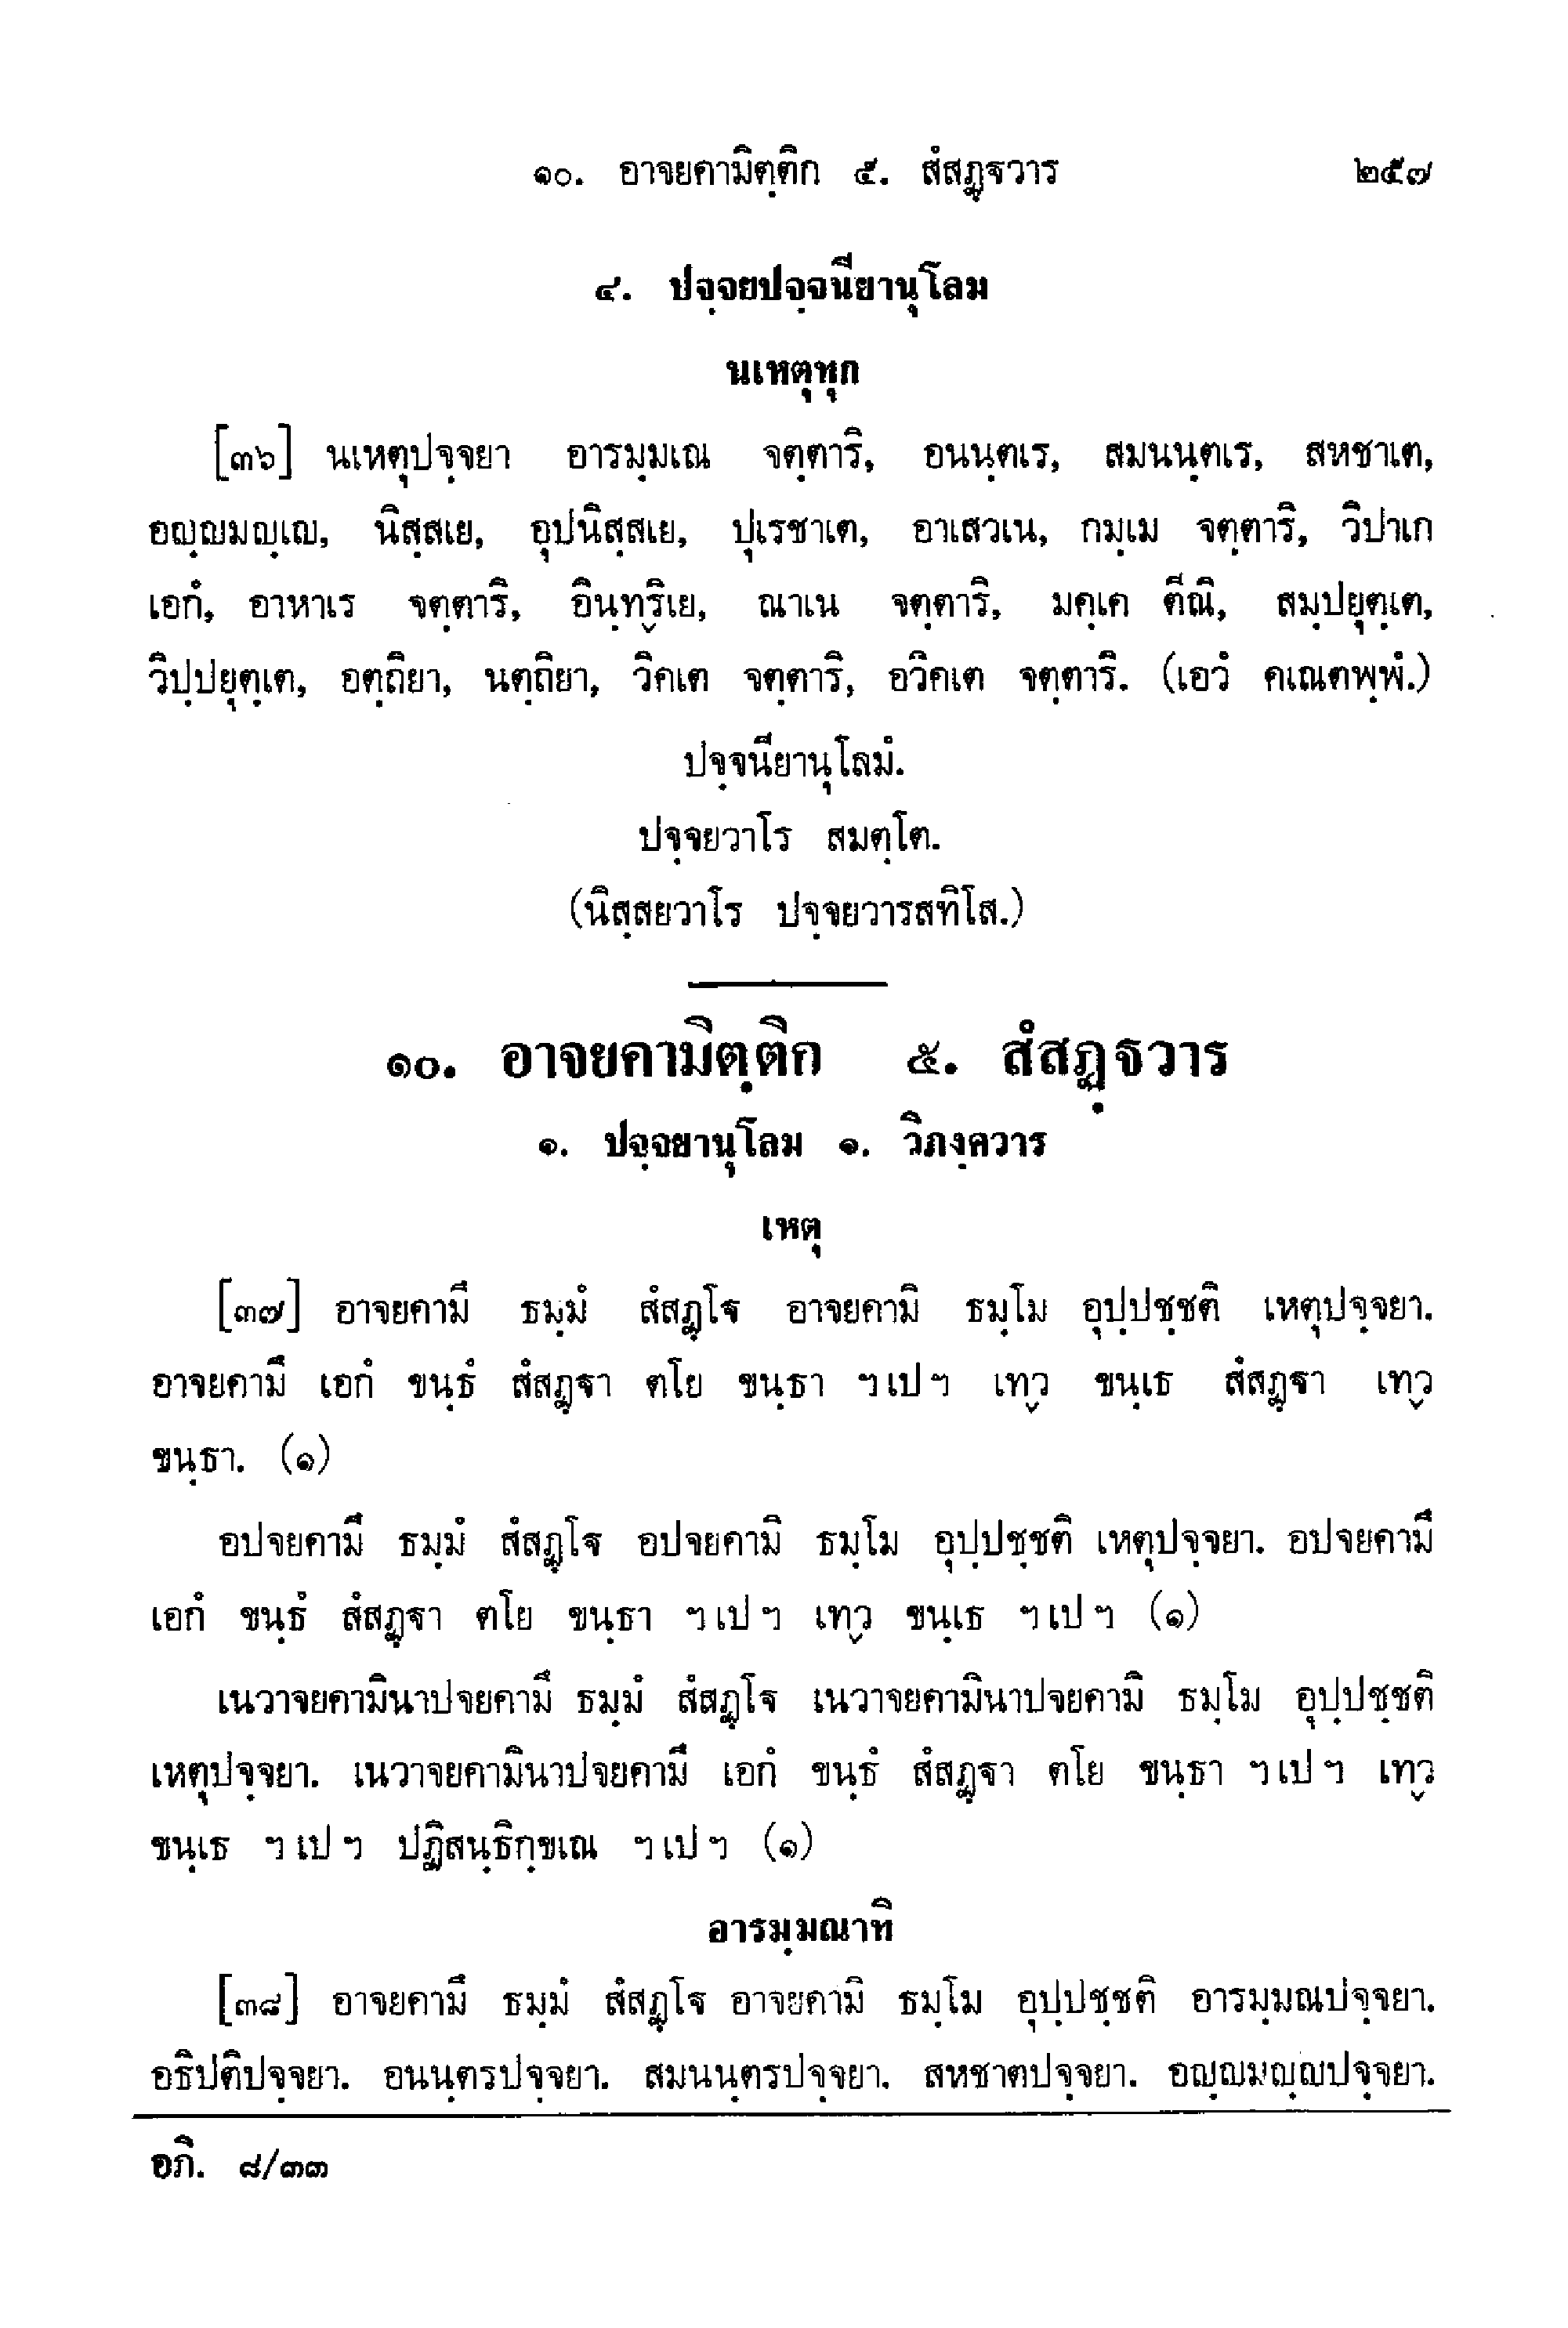 ๑๐. อาจยคามิตฺติก ๕. สํสฏฺฐวาร ๒๕๗
๔. ปจฺจยปจฺจนียานุโลม
นเหตุทุก
[๓๖] นเหตุปจฺจยา อารมฺมเณ จตฺตาริ, อนนฺตเร, สมนนฺตเร, สหชาเต,
อญฺญมญฺเญ, นิสฺสเย, อุปนิสฺสเย, ปุเรชาเต, อาเสวเน, กมฺเม จตฺตาริ, วิปาเก
เอกํ, อาหาเร จตฺตาริ, อินฺทฺริเย, ฌาเน จตฺตาริ, มคฺเค ตีณิ, สมฺปยุตฺเต,
วิปฺปยุตฺเต, อตฺถิยา, นตฺถิยา, วิคเต จตฺตาริ, อวิคเต จตฺตาริ. (เอวํ คเณตพฺพํ.)
ปจฺจนียานุโลมํ.
ปจฺจยวาโร สมตฺโต.
(นิสฺสยวาโร ปจฺจยวารสทิโส.)
๑๐. อาจยคามิตฺติก ๕. สํสฏฺฐวาร
๑. ปจฺจยานุโลม ๑. วิภงฺควาร
เหตุ
[๓๗] อาจยคามึ ธมฺมํ สํสฏฺโฐ อาจยคามิ ธมฺโม อุปฺปชฺชติ เหตุปจฺจยา.
อาจยคามึ เอกํ ขนฺธํ สํสฏฺฐา ตโย ขนฺธา ฯ เป ฯ เทฺว ขนฺเธ สํสฏฺฐา เทฺว
ขนฺธา. (๑)
อปจยคามึ ธมฺมํ สํสฏฺโฐ อปจยคามิ ธมฺโม อุปฺปชฺชติ เหตุปจฺจยา. อปจยคามึ
เอกํ ขนฺธํ สํสฏฺฐา ตโย ขนฺธา ฯ เป ฯ เทฺว ขนฺเธ ฯ เป ฯ (๑)
เนวาจยคามินาปจยคามึ ธมฺมํ สํสฏฺโฐ เนวาจยคามินาปจยคามิ ธมฺโม อุปฺปชฺชติ
เหตุปจฺจยา. เนวาจยคามินาปจยคามึ เอกํ ขนฺธํ สํสฏฺฐา ตโย ขนฺธา ฯ เป ฯ เทฺว
ขนฺเธ ฯ เป ฯ ปฏิสนฺธิกฺขเณ ฯ เป ฯ (๑)
อารมฺมณาทิ
[๓๘] อาจยคามึ ธมฺมํ สํสฏฺโฐ อาจยคามิ ธมฺโม อุปฺปชฺชติ อารมฺมณปจฺจยา.
อธิปติปจฺจยา. อนนฺตรปจฺจยา. สมนนฺตรปจฺจยา. สหชาตปจฺจยา. อญฺญมญฺญปจฺจยา.
อภิ. ๘/๓๓